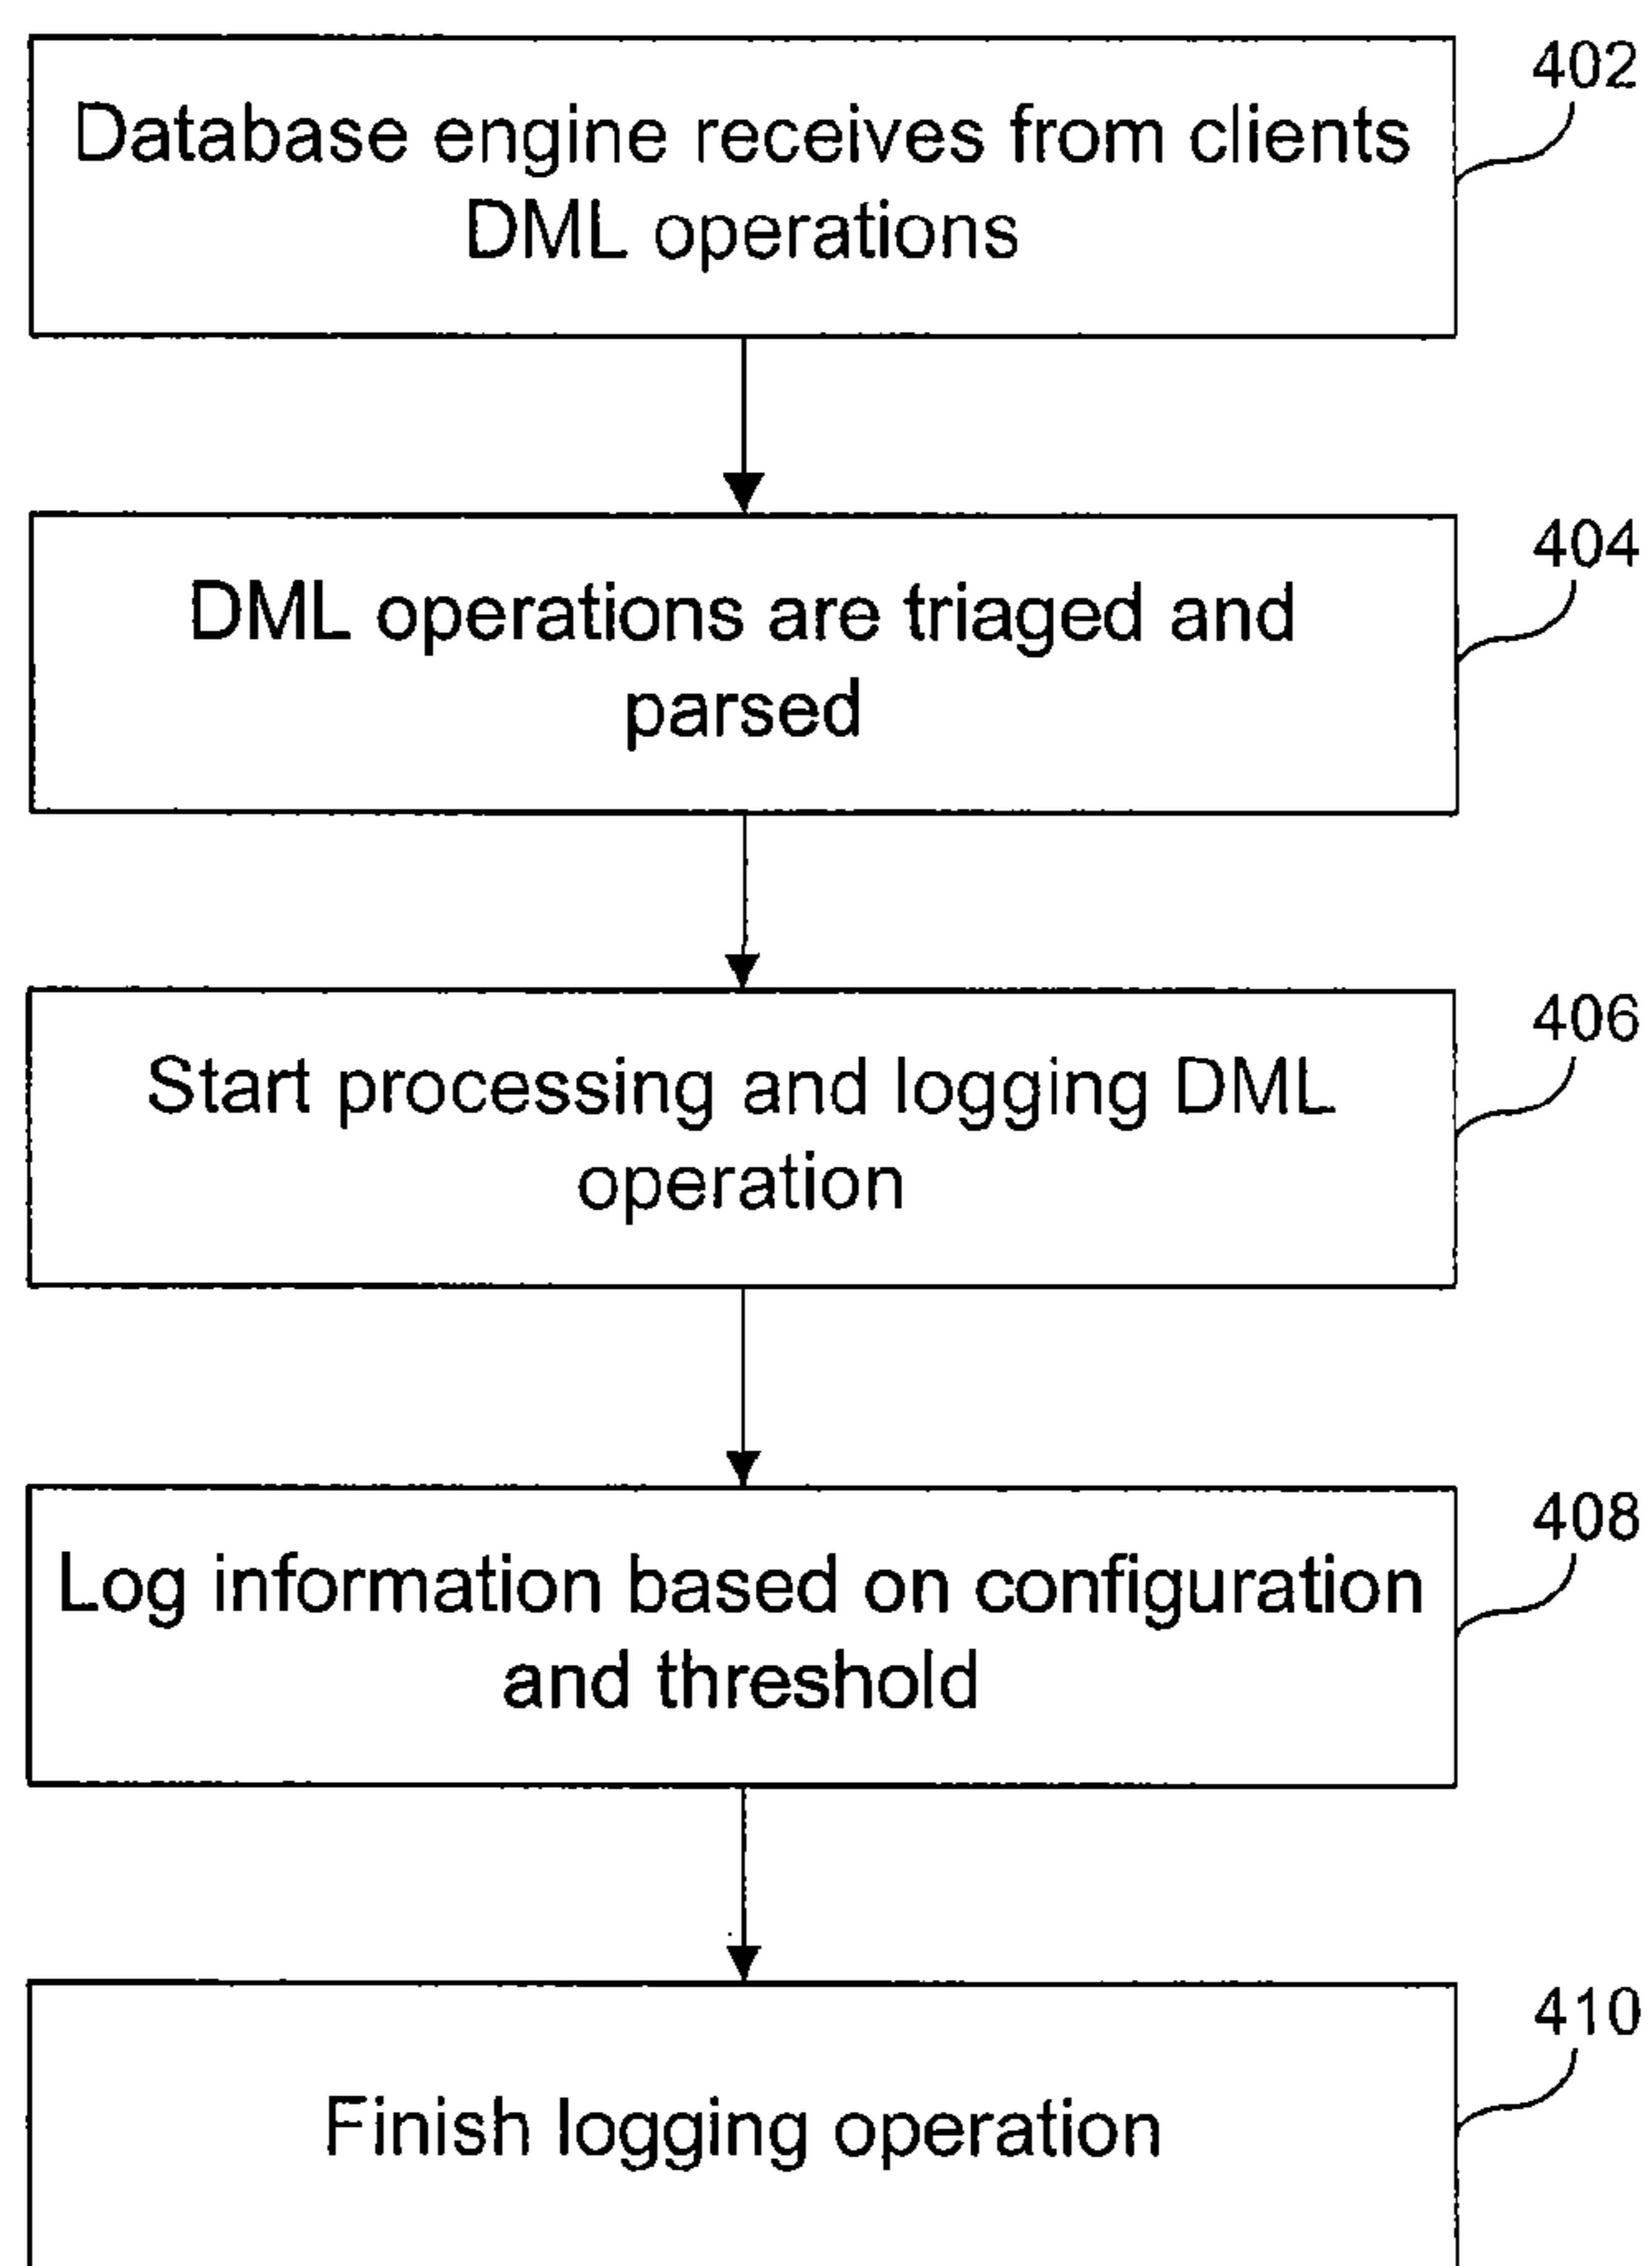 402
Database engine receives from clients
DML operations
404
DML operations are triaged and
parsed
406
Start processing and logging DML
operation
408
Log information based on configuration
and threshold
410
Finish logging operation